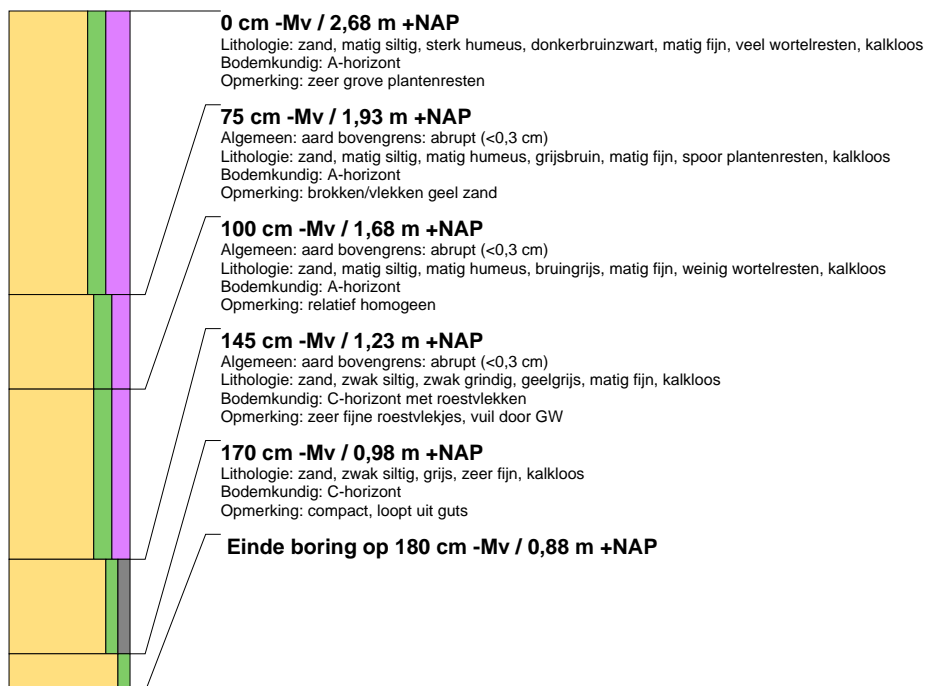 0 cm -Mv / 2,68 m +NAP
Lithologie: zand, matig siltig, sterk humeus, donkerbruinzwart, matig fijn, veel wortelresten, kalkloos
Bodemkundig: A-horizont
Opmerking: zeer grove plantenresten
75 cm -Mv / 1,93 m +NAP
Algemeen: aard bovengrens: abrupt (<0,3 cm)
Lithologie: zand, matig siltig, matig humeus, grijsbruin, matig fijn, spoor plantenresten, kalkloos
Bodemkundig: A-horizont
Opmerking: brokken/vlekken geel zand
100 cm -Mv / 1,68 m +NAP
Algemeen: aard bovengrens: abrupt (<0,3 cm)
Lithologie: zand, matig siltig, matig humeus, bruingrijs, matig fijn, weinig wortelresten, kalkloos
Bodemkundig: A-horizont
Opmerking: relatief homogeen
145 cm -Mv / 1,23 m +NAP
Algemeen: aard bovengrens: abrupt (<0,3 cm)
Lithologie: zand, zwak siltig, zwak grindig, geelgrijs, matig fijn, kalkloos
Bodemkundig: C-horizont met roestvlekken
Opmerking: zeer fijne roestvlekjes, vuil door GW
170 cm -Mv / 0,98 m +NAP
Lithologie: zand, zwak siltig, grijs, zeer fijn, kalkloos
Bodemkundig: C-horizont
Opmerking: compact, loopt uit guts
Einde boring op 180 cm -Mv / 0,88 m +NAP